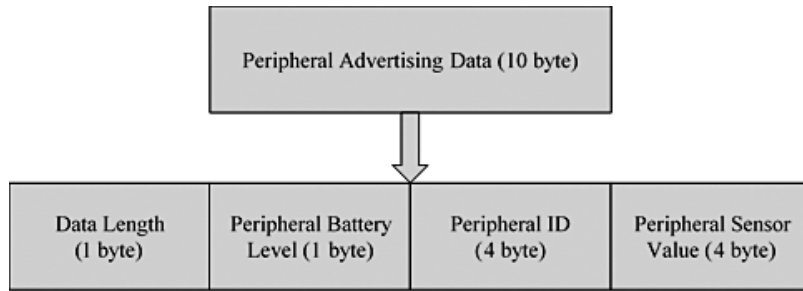 Peripheral Advertising Data (10 byte)
Data Length
(1 byte)
Peripheral Battery
Level (1 byte)
Peripheral ID
(4 byte)
Peripheral Sensor
Value (4 byte)